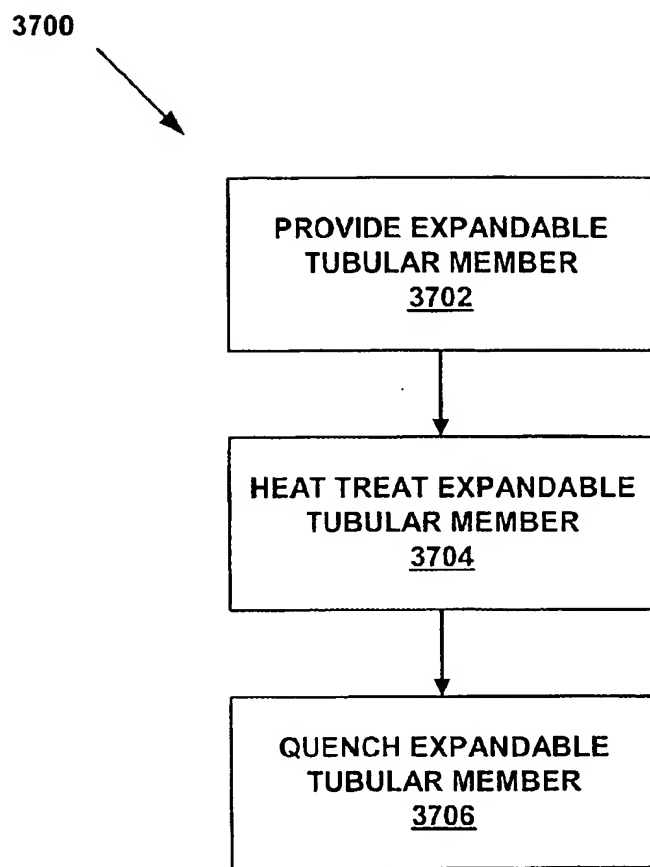 3700
PROVIDE EXPANDABLE
TUBULAR MEMBER
3702
HEAT TREAT EXPANDABLE
TUBULAR MEMBER
3704
QUENCH EXPANDABLE
TUBULAR MEMBER
3706